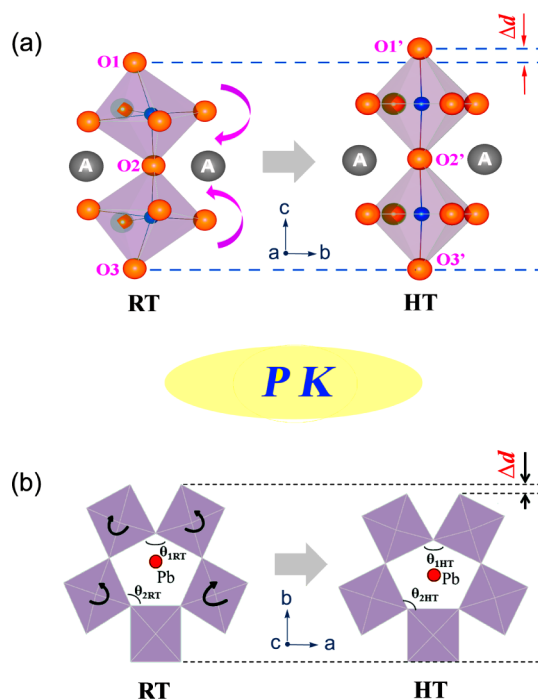 (a)
Δd
O1
O1'
A
O2
A
A
O2'
A
c
a
b
O3
O3'
RT
HT
P K
(b)
Δd
θ1RT
Pb
θ2RT
θ1HT
Pb
θ2HT
b
c
a
RT
HT